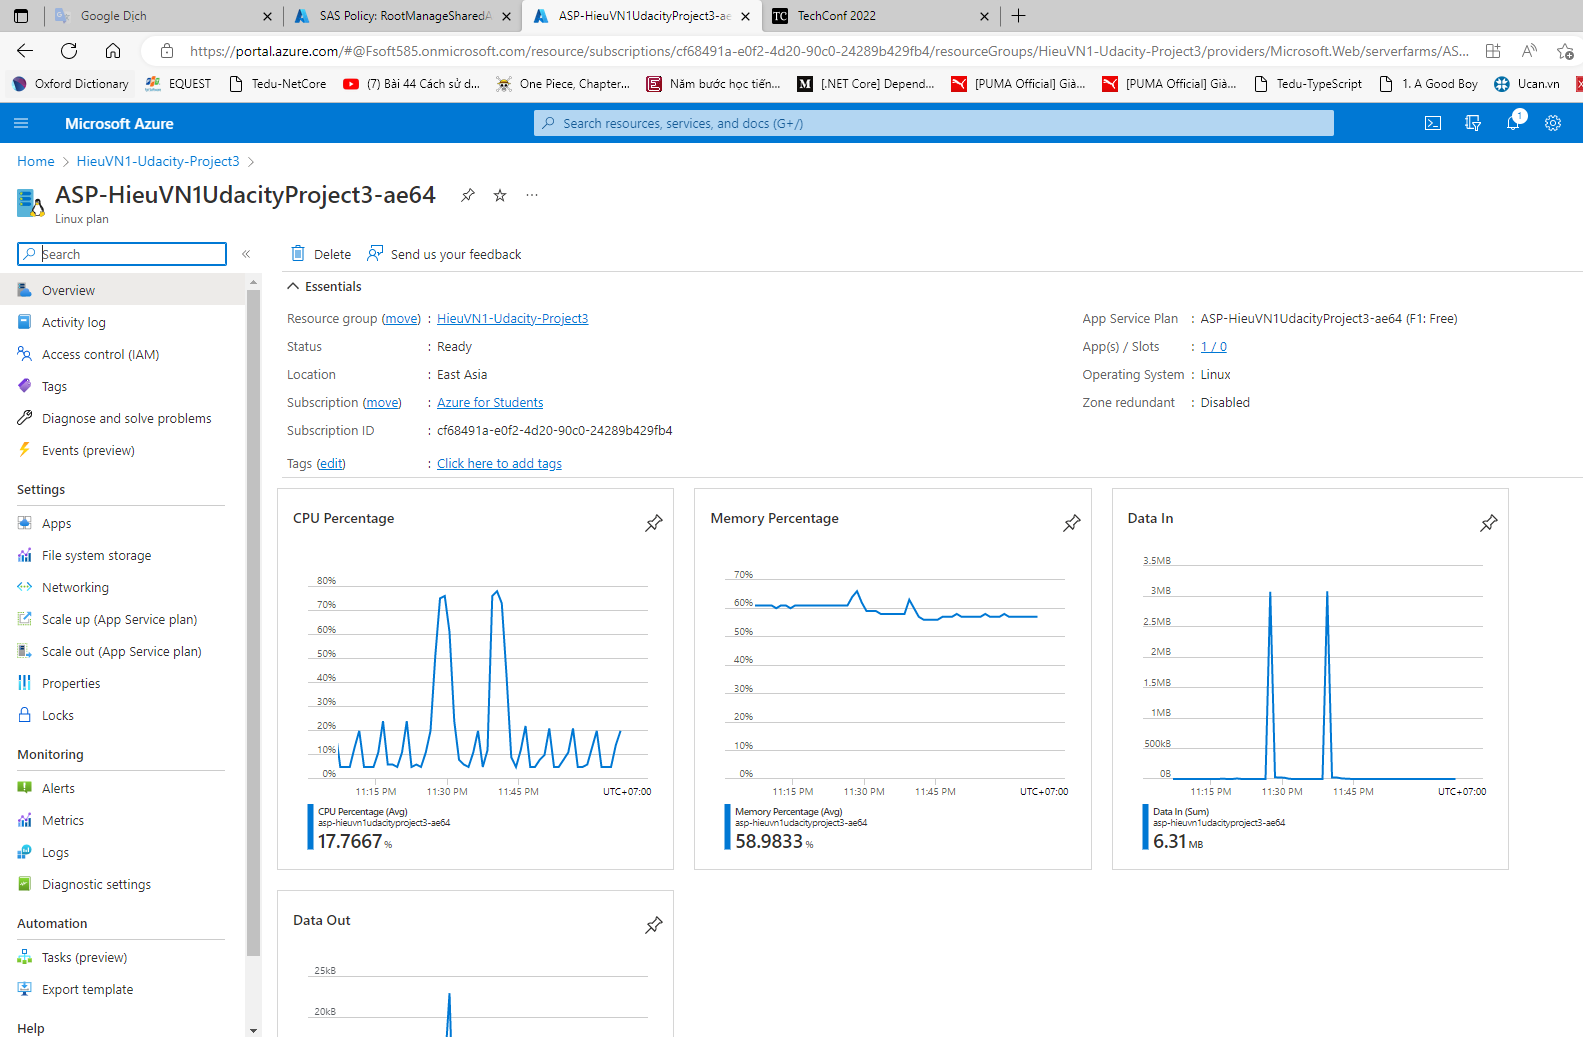 Google Dịch
SAS Policy: RootManageSharedA
ASP-HieuVN1UdacityProject3-ae
TC TechConf 2022
https://portal.azure.com/#@Fsoft585.onmicrosoft.com/resource/subscriptions/cf68491a-e0f2-4d20-90c0-24289b429fb4/resourceGroups/HieuVN1-Udacity-Project3/providers/Microsoft.Web/serverfarms/AS...
Oxford Dictionary EQUEST Tedu-NetCore (7) Bài 44 Cách sử d... One Piece, Chapter... Năm bước học tiến... [.NET Core] Depend... [PUMA Official] Già... [PUMA Official] Già... Tedu-TypeScript 1. A Good Boy Ucan.vn
Microsoft Azure
Search resources, services, and docs (G+/)
1
Home > HieuVN1-Udacity-Project3 >
ASP-HieuVN1UdacityProject3-ae64 ...
Linux plan
Search «
Delete Send us your feedback
Overview
Activity log
Access control (IAM)
Tags
Diagnose and solve problems
Events (preview)
Settings
Apps
File system storage
Networking
Scale up (App Service plan)
Scale out (App Service plan)
Properties
Locks
Monitoring
Alerts
Metrics
Logs
Diagnostic settings
Automation
Tasks (preview)
Export template
Help
Essentials
Resource group (move) : HieuVN1-Udacity-Project3
Status : Ready
Location : East Asia
Subscription (move) : Azure for Students
Subscription ID : cf68491a-e0f2-4d20-90c0-24289b429fb4
Tags (edit) : Click here to add tags
App Service Plan : ASP-HieuVN1UdacityProject3-ae64 (F1: Free)
App(s) / Slots : 1 / 0
Operating System : Linux
Zone redundant : Disabled
CPU Percentage
80%
70%
60%
50%
40%
30%
20%
10%
0%
11:15 PM 11:30 PM 11:45 PM UTC+07:00
CPU Percentage (Avg)
asp-hieuvn1udacityproject3-ae64
17.7667 %
Memory Percentage
70%
60%
50%
40%
30%
20%
10%
0%
11:15 PM 11:30 PM 11:45 PM UTC+07:00
Memory Percentage (Avg)
asp-hieuvn1udacityproject3-ae64
58.9833 %
Data In
3.5MB
3MB
2.5MB
2MB
1.5MB
1MB
500kB
0B
11:15 PM 11:30 PM 11:45 PM UTC+07:00
Data In (Sum)
asp-hieuvn1udacityproject3-ae64
6.31 MB
Data Out
25kB
20kB